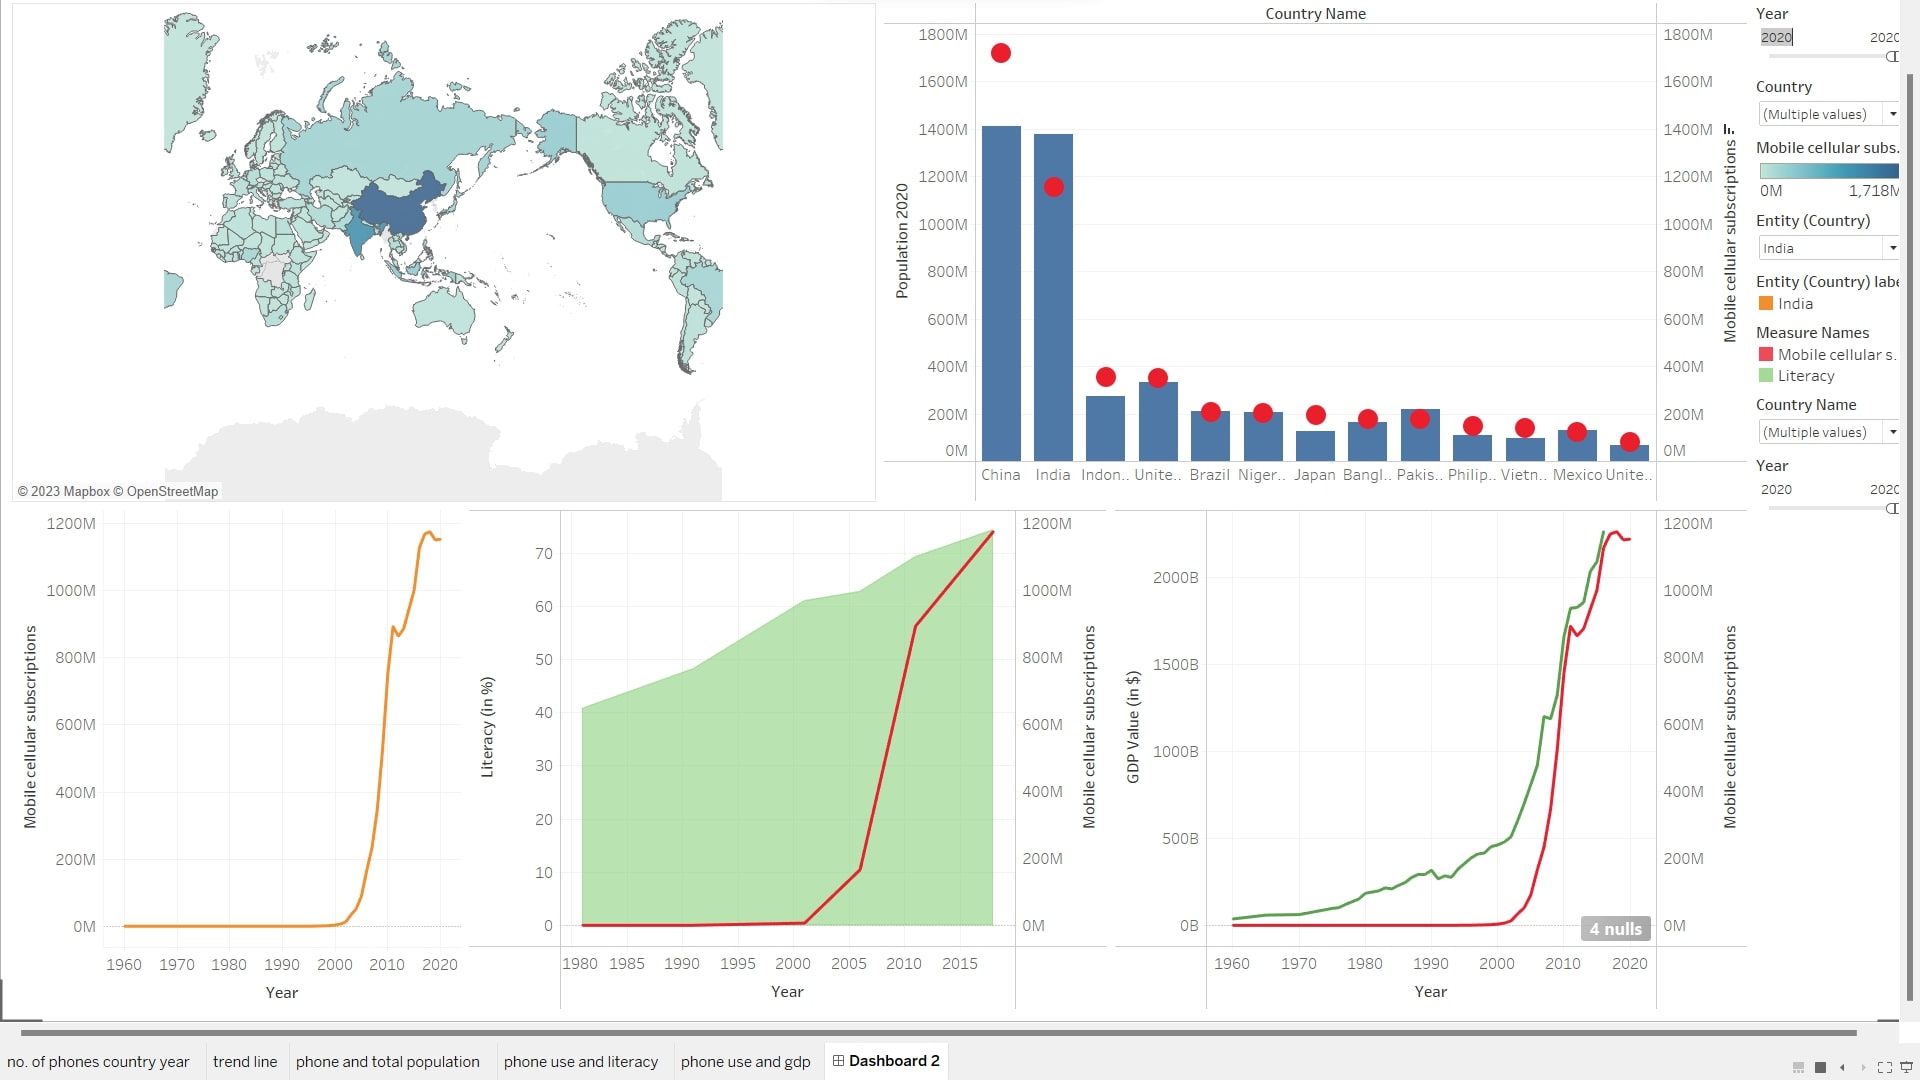 © 2023 Mapbox © OpenStreetMap
Country Name
1800M
1600M
1400M
1200M
1000M
800M
600M
400M
200M
0M
Population 2020
China India Indon.. Unite.. Brazil Niger.. Japan Bangl.. Pakis.. Philip.. Vietn.. Mexico Unite..
1800M
1600M
1400M
1200M
1000M
800M
600M
400M
200M
0M
Mobile cellular subscriptions
Year
2020 2020
Country
(Multiple values)
Mobile cellular subs.
0M 1,718M
Entity (Country)
India
Entity (Country) labe
India
Measure Names
Mobile cellular s.
Literacy
Country Name
(Multiple values)
Year
2020 2020
1200M
1000M
800M
600M
400M
200M
0M
Mobile cellular subscriptions
1960 1970 1980 1990 2000 2010 2020
Year
70
60
50
40
30
20
10
0
Literacy (in %)
1980 1985 1990 1995 2000 2005 2010 2015
Year
1200M
1000M
800M
600M
400M
200M
0M
Mobile cellular subscriptions
2000B
1500B
1000B
500B
0B
GDP Value (in $)
4 nulls
1960 1970 1980 1990 2000 2010 2020
Year
1200M
1000M
800M
600M
400M
200M
0M
Mobile cellular subscriptions
no. of phones country year
trend line
phone and total population
phone use and literacy
phone use and gdp
Dashboard 2